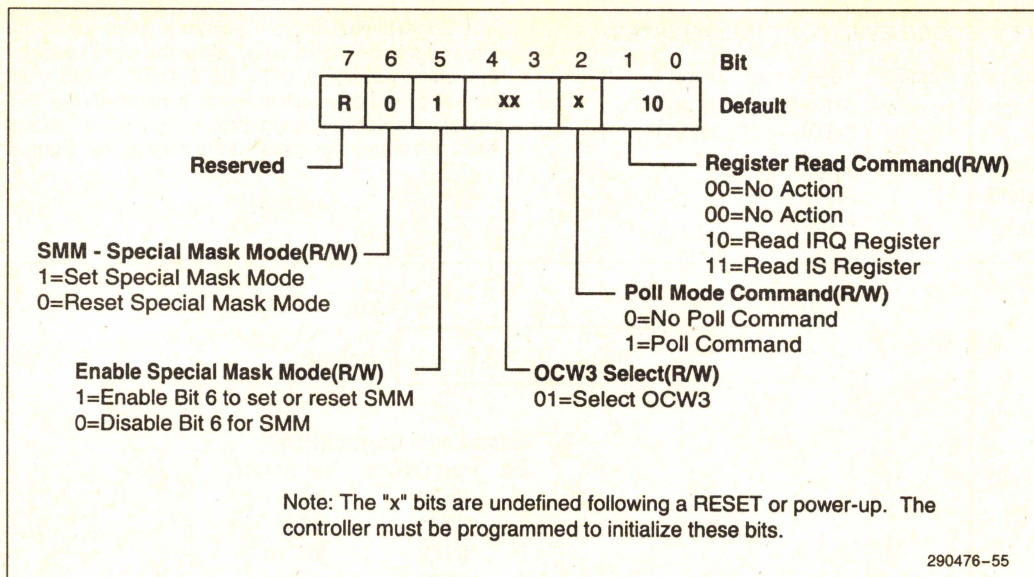 7 6 5 4 3 2 1 0 Bit
R 0 1 xx x 10 Default
Reserved
Register Read Command(R/W)
00=No Action
00=No Action
10=Read IRQ Register
11=Read IS Register
SMM - Special Mask Mode(R/W)
1=Set Special Mask Mode
0=Reset Special Mask Mode
Poll Mode Command(R/W)
0=No Poll Command
1=Poll Command
Enable Special Mask Mode(R/W)
1=Enable Bit 6 to set or reset SMM
0=Disable Bit 6 for SMM
OCW3 Select(R/W)
01=Select OCW3
Note: The "x" bits are undefined following a RESET or power-up. The
controller must be programmed to initialize these bits.
290476-55